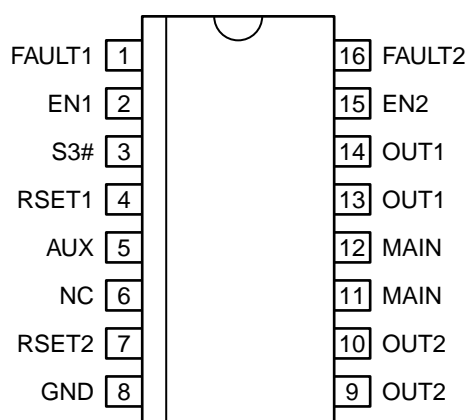 FAULT1 1 16 FAULT2
EN1 2 15 EN2
S3# 3 14 OUT1
RSET1 4 13 OUT1
AUX 5 12 MAIN
NC 6 11 MAIN
RSET2 7 10 OUT2
GND 8 9 OUT2